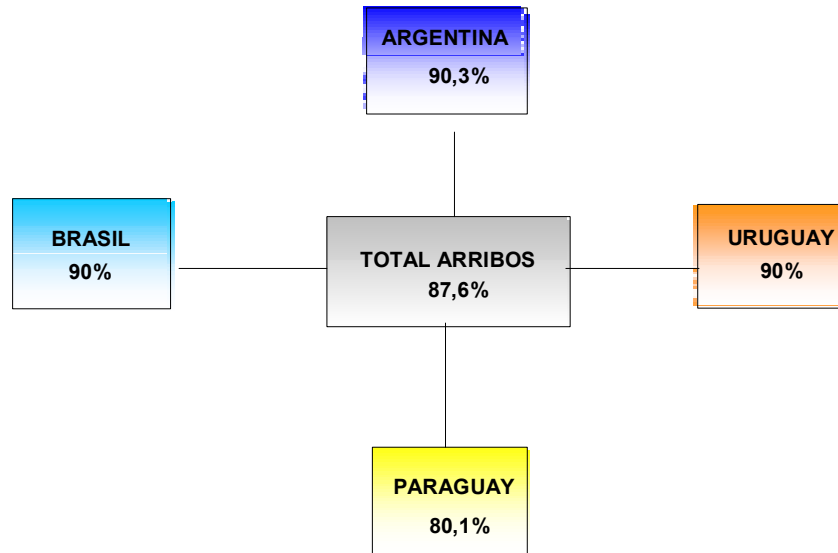 ARGENTINA
90,3%
BRASIL
90%
TOTAL ARRIBOS
87,6%
URUGUAY
90%
PARAGUAY
80,1%